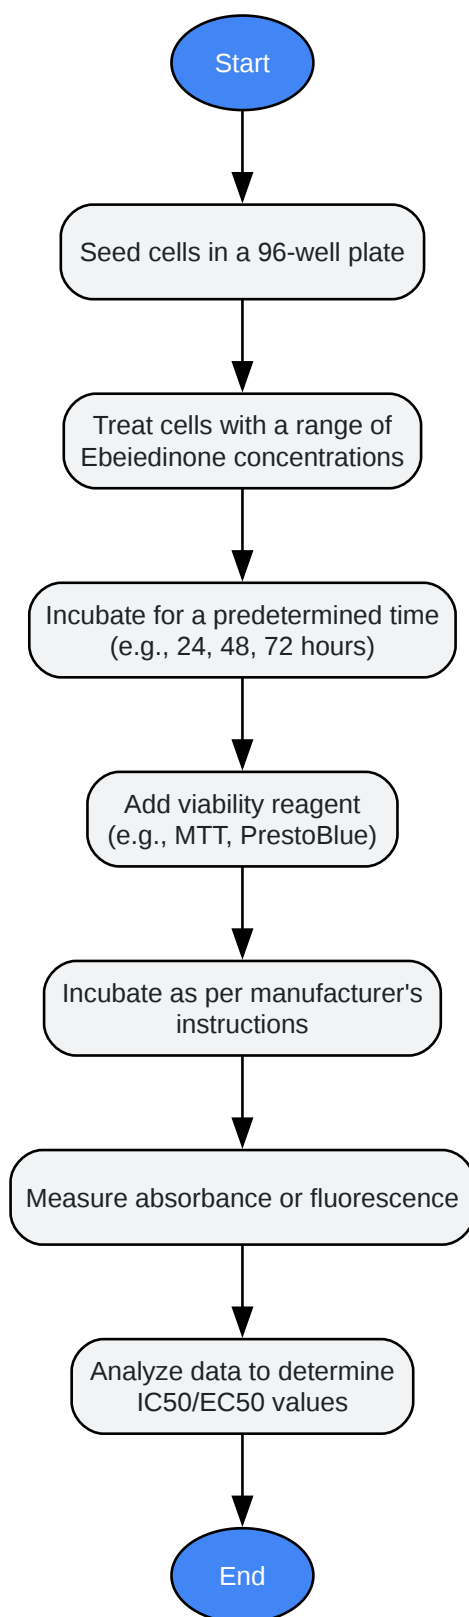 Start
Seed cells in a 96-well plate
Treat cells with a range of
Ebeiedinone concentrations
Incubate for a predetermined time
(e.g., 24, 48, 72 hours)
Add viability reagent
(e.g., MTT, PrestoBlue)
Incubate as per manufacturer's
instructions
Measure absorbance or fluorescence
Analyze data to determine
IC50/EC50 values
End